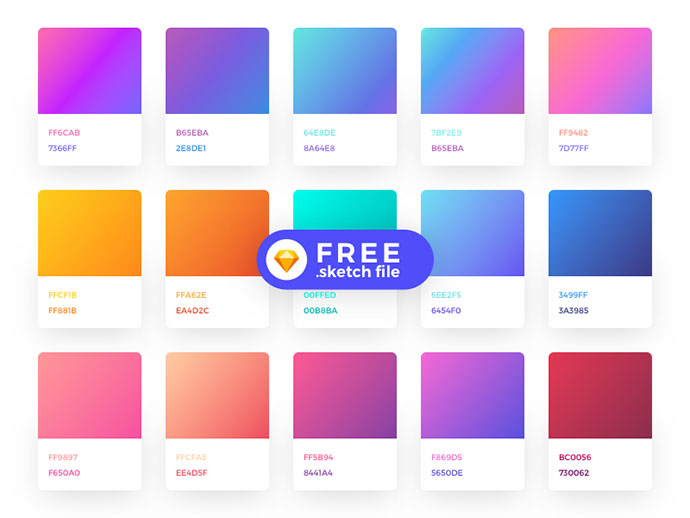 FF6CAB
7366FF
B65EBA
2E8DE1
64E8DE
8A64E8
7BF2E9
B65EBA
FF9482
7D77FF
FREE
.sketch file
FFCF1B
FF881B
FFA62E
EA4D2C
00FFED
00B8BA
6EE2F5
6454F0
3499FF
3A3985
FF9897
F650A0
FFCFA5
EE4D5F
FF5B94
8441A4
F869D5
5650DE
BC0056
730062